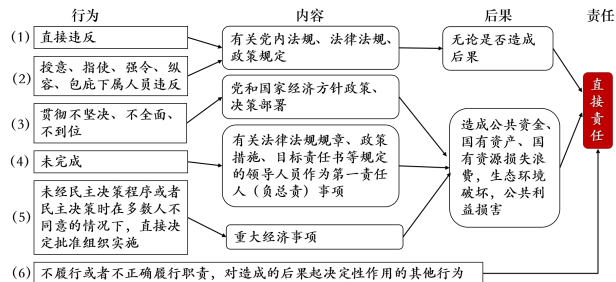 行为
内容
后果
责任
(1)
直接违反
(2)
授意、指使、强令、纵
容、包庇下属人员违反
(3)
贯彻不坚决、不全面、
不到位
(4)
未完成
(5)
未经民主决策程序或者
民主决策时在多数人不
同意的情况下，直接决
定批准组织实施
(6)
不履行或者不正确履行职责，对造成的后果起决定性作用的其他行为
有关党内法规、法律法规、
政策规定
党和国家经济方针政策、
决策部署
有关法律法规规章、政策
措施、目标责任书等规定
的领导人员作为第一责任
人（负总责）事项
重大经济事项
无论是否造成
后果
造成公共资金、
国有资产、国
有资源损失浪
费，生态环境
破坏，公共利
益损害
直接责任